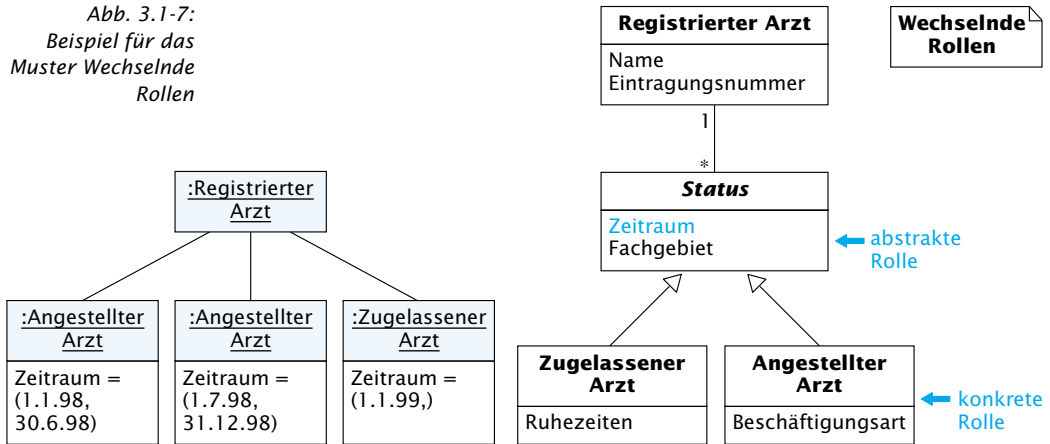 Abb. 3.1-7:
Beispiel für das
Muster Wechselnde
Rollen
:Registrierter
Arzt
:Angestellter
Arzt
Zeitraum =
(1.1.98,
30.6.98)
:Angestellter
Arzt
Zeitraum =
(1.7.98,
31.12.98)
:Zugelassener
Arzt
Zeitraum =
(1.1.99,)
Registrierter Arzt
Name
Eintragungsnummer
Wechselnde
Rollen
1
*
Status
Zeitraum
Fachgebiet
abstrakte
Rolle
Zugelassener
Arzt
Ruhezeiten
Angestellter
Arzt
Beschäftigungsart
konkrete
Rolle